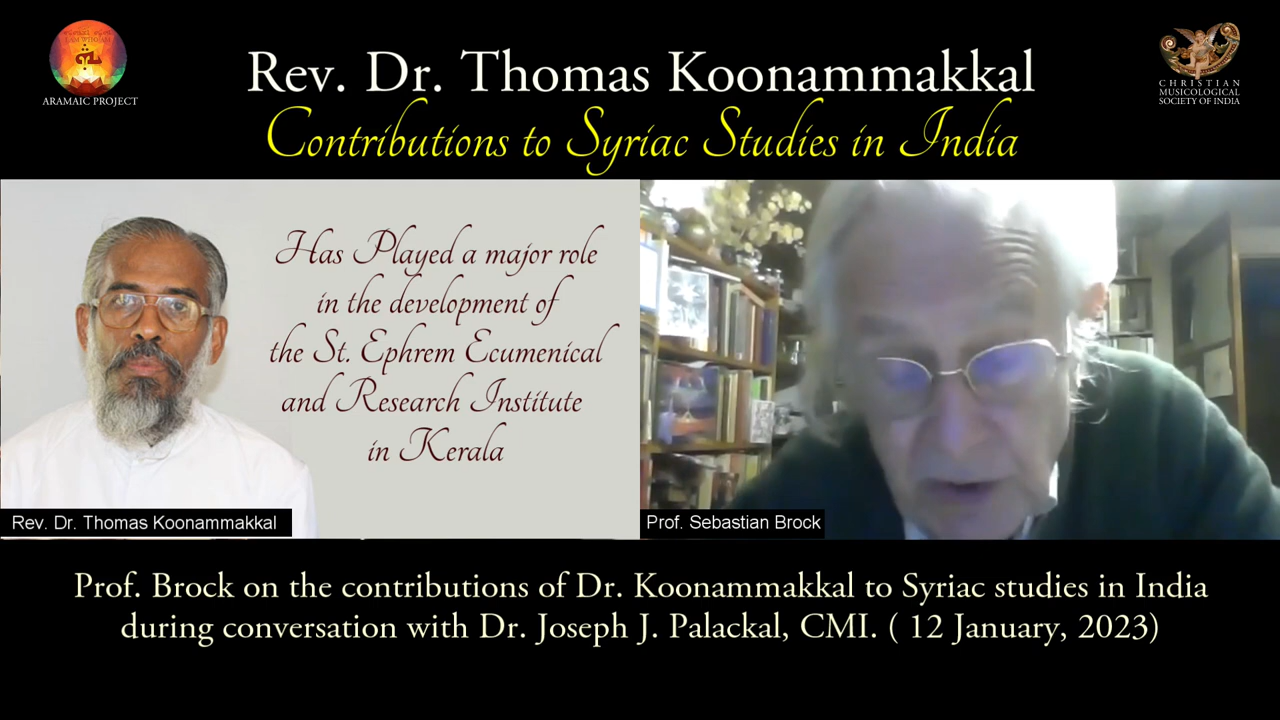 ARAMAIC PROJECT
CHRISTIAN
MUSICOLOGICAL
SOCIETY OF INDIA
Rev. Dr. Thomas Koonammakkal
Contributions to Syriac Studies in India
Has Played a major role
in the development of
the St. Ephrem Ecumenical
and Research Institute
in Kerala
Rev. Dr. Thomas Koonammakkal
Prof. Sebastian Brock
Prof. Brock on the contributions of Dr. Koonammakkal to Syriac studies in India
during conversation with Dr. Joseph J. Palackal, CMI. ( 12 January, 2023)